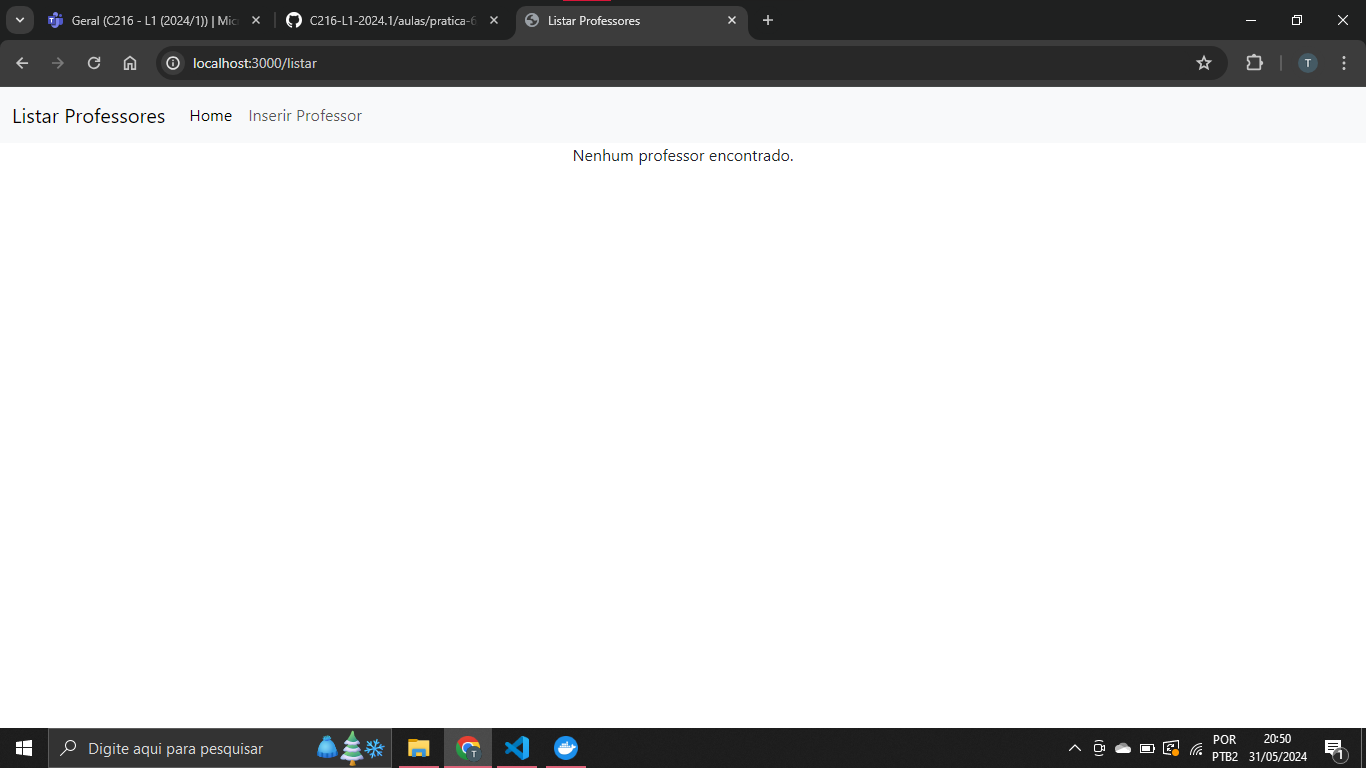 Geral (C216 - L1 (2024/1)) | Mic
C216-L1-2024.1/aulas/pratica-6
Listar Professores
localhost:3000/listar
T
Listar Professores
Home
Inserir Professor
Nenhum professor encontrado.
Digite aqui para pesquisar
T
POR
PTB2
20:50
31/05/2024
1